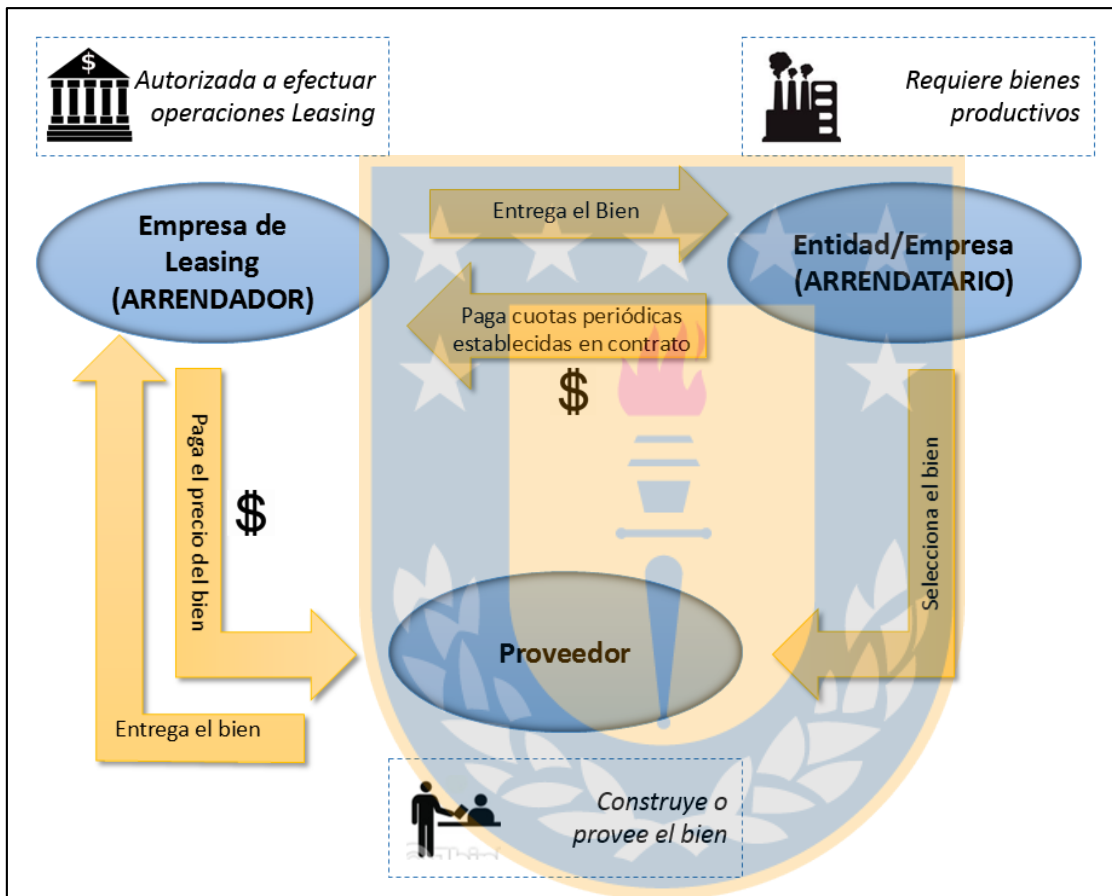 $
Autorizada a efectuar
operaciones Leasing
Requiere bienes
productivos
Empresa de
Leasing
(ARRENDADOR)
Entrega el Bien
Entidad/Empresa
(ARRENDATARIO)
Paga cuotas periódicas
establecidas en contrato
$
Paga el precio del bien
$
Selecciona el bien
Proveedor
Entrega el bien
Construye o
provee el bien